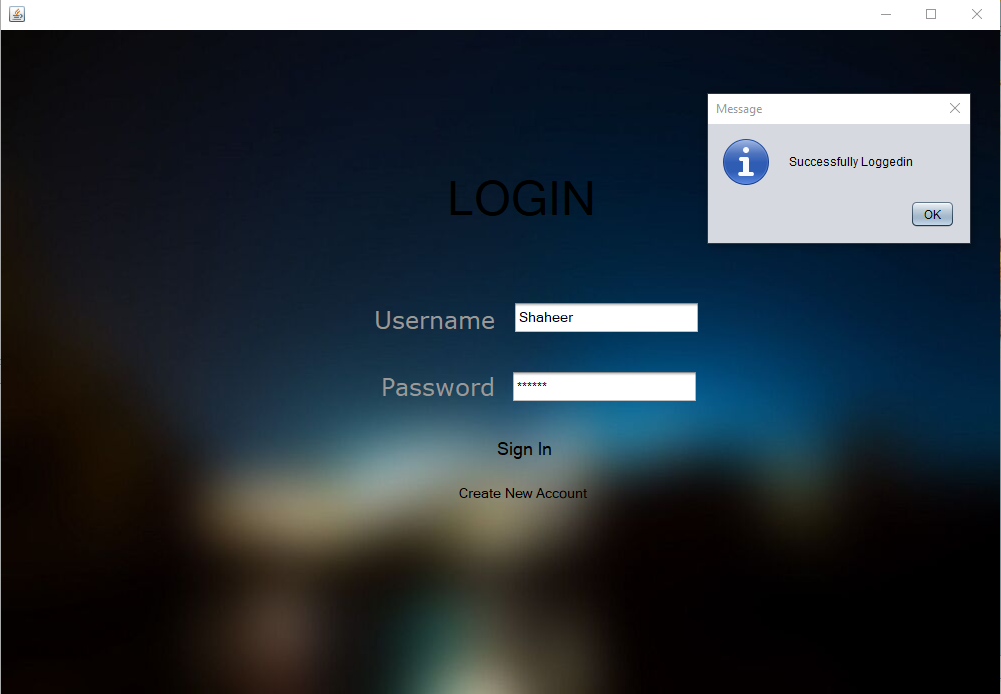 Message
Successfully Loggedin
OK
LOGIN
Username Shaheer
Password ******
Sign In
Create New Account